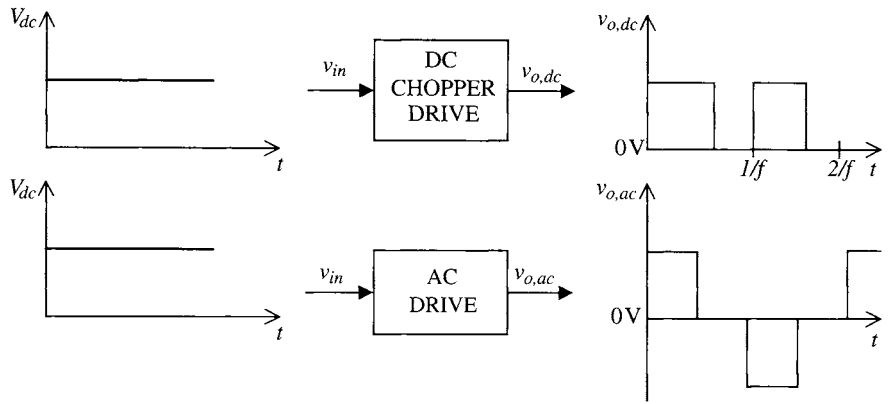 V_dc
v_in
DC
CHOPPER
DRIVE
v_o,dc
v_o,dc
0V
t
1/f
2/f
t
V_dc
v_in
AC
DRIVE
v_o,ac
v_o,ac
0V
t
t